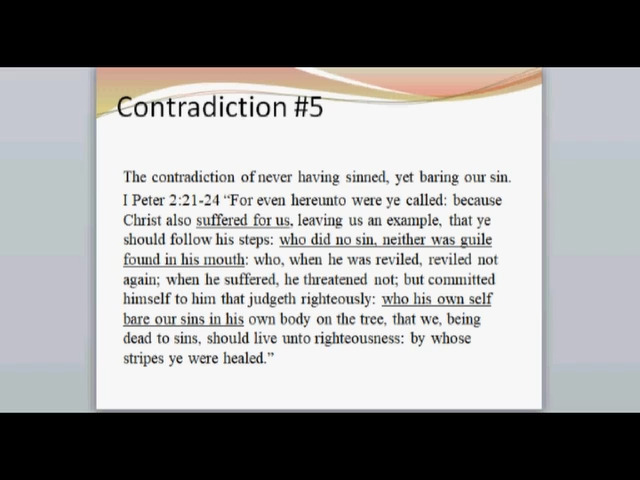 Contradiction #5
The contradiction of never having sinned, yet baring our sin.
I Peter 2:21-24 “For even hereunto were ye called: because
Christ also suffered for us, leaving us an example, that ye
should follow his steps: who did no sin, neither was guile
found in his mouth: who, when he was reviled, reviled not
again; when he suffered, he threatened not; but committed
himself to him that judgeth righteously: who his own self
bare our sins in his own body on the tree, that we, being
dead to sins, should live unto righteousness: by whose
stripes ye were healed.”